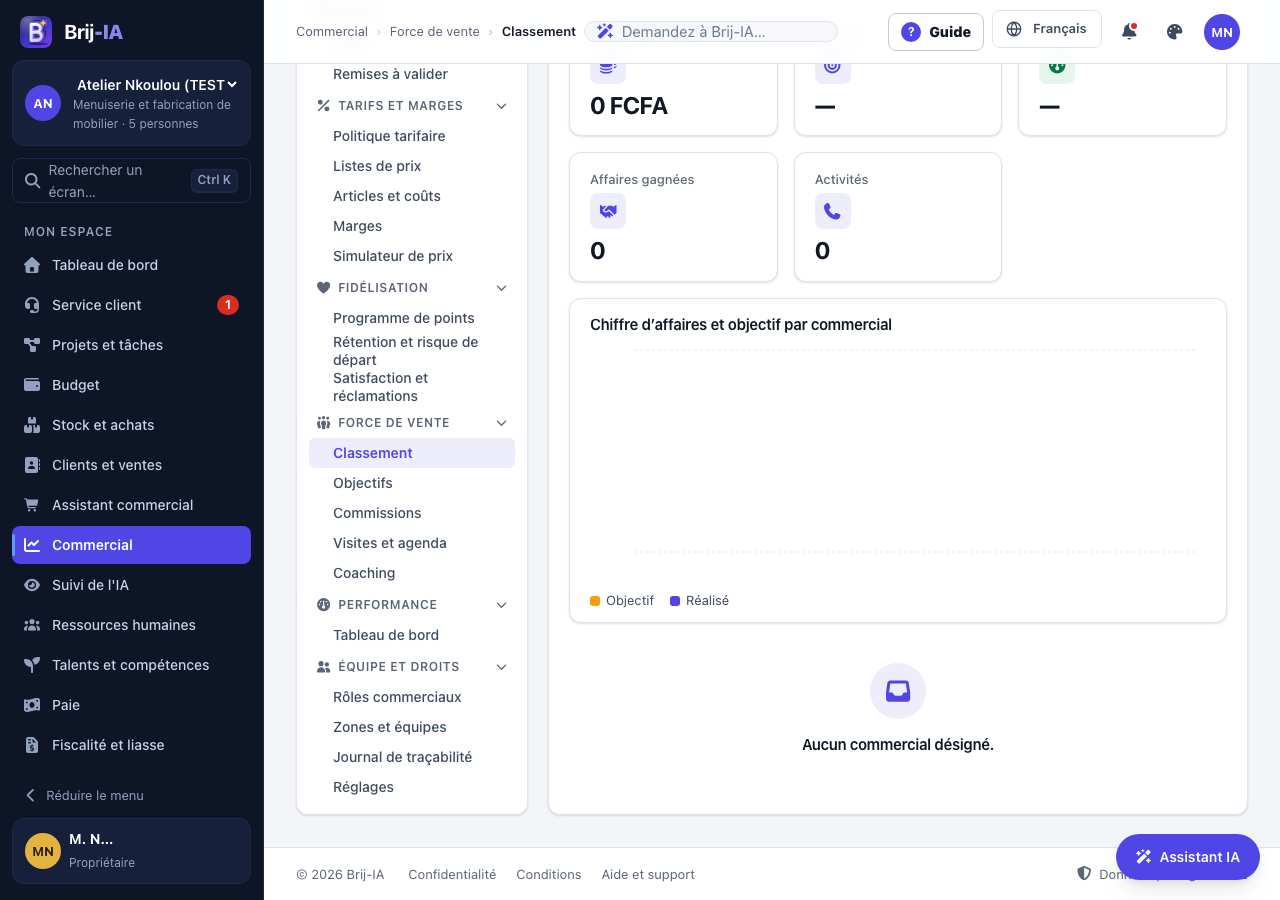 Brij-IA
AN
Atelier Nkoulou (TEST
Menuiserie et fabrication de
mobilier · 5 personnes
Rechercher un
écran...
Ctrl K
MON ESPACE
Tableau de bord
Service client
1
Projets et tâches
Budget
Stock et achats
Clients et ventes
Assistant commercial
Commercial
Suivi de l'IA
Ressources humaines
Talents et compétences
Paie
Fiscalité et liasse
Réduire le menu
MN
M. N...
Propriétaire
Commercial › Force de vente › Classement
Demandez à Brij-IA...
? Guide
Français
MN
Remises à valider
TARIFS ET MARGES
Politique tarifaire
Listes de prix
Articles et coûts
Marges
Simulateur de prix
FIDÉLISATION
Programme de points
Rétention et risque de
départ
Satisfaction et
réclamations
FORCE DE VENTE
Classement
Objectifs
Commissions
Visites et agenda
Coaching
PERFORMANCE
Tableau de bord
ÉQUIPE ET DROITS
Rôles commerciaux
Zones et équipes
Journal de traçabilité
Réglages
0 FCFA
—
—
Affaires gagnées
0
Activités
0
Chiffre d’affaires et objectif par commercial
Objectif
Réalisé
Aucun commercial désigné.
© 2026 Brij-IA
Confidentialité
Conditions
Aide et support
Assistant IA